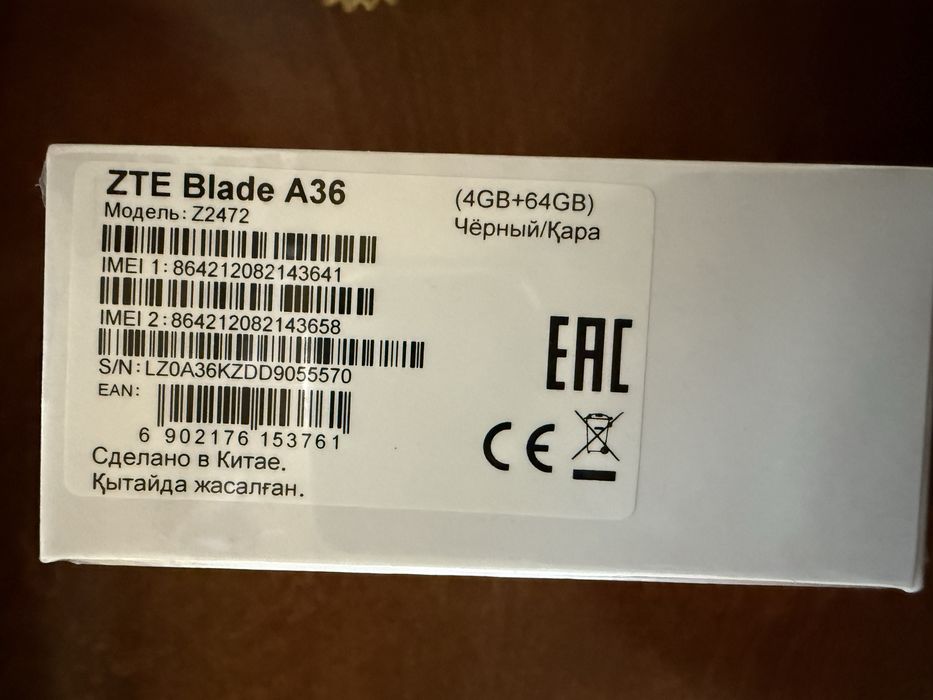 ZTE Blade A36
(4GB+64GB)
Модель: Z2472
Чёрный/Қара
IMEI 1: 864212082143641
IMEI 2: 864212082143658
S/N: LZ0A36KZDD9055570
EAN:
6 902176 153761
Сделано в Китае.
Қытайда жасалған.
EAC
CE